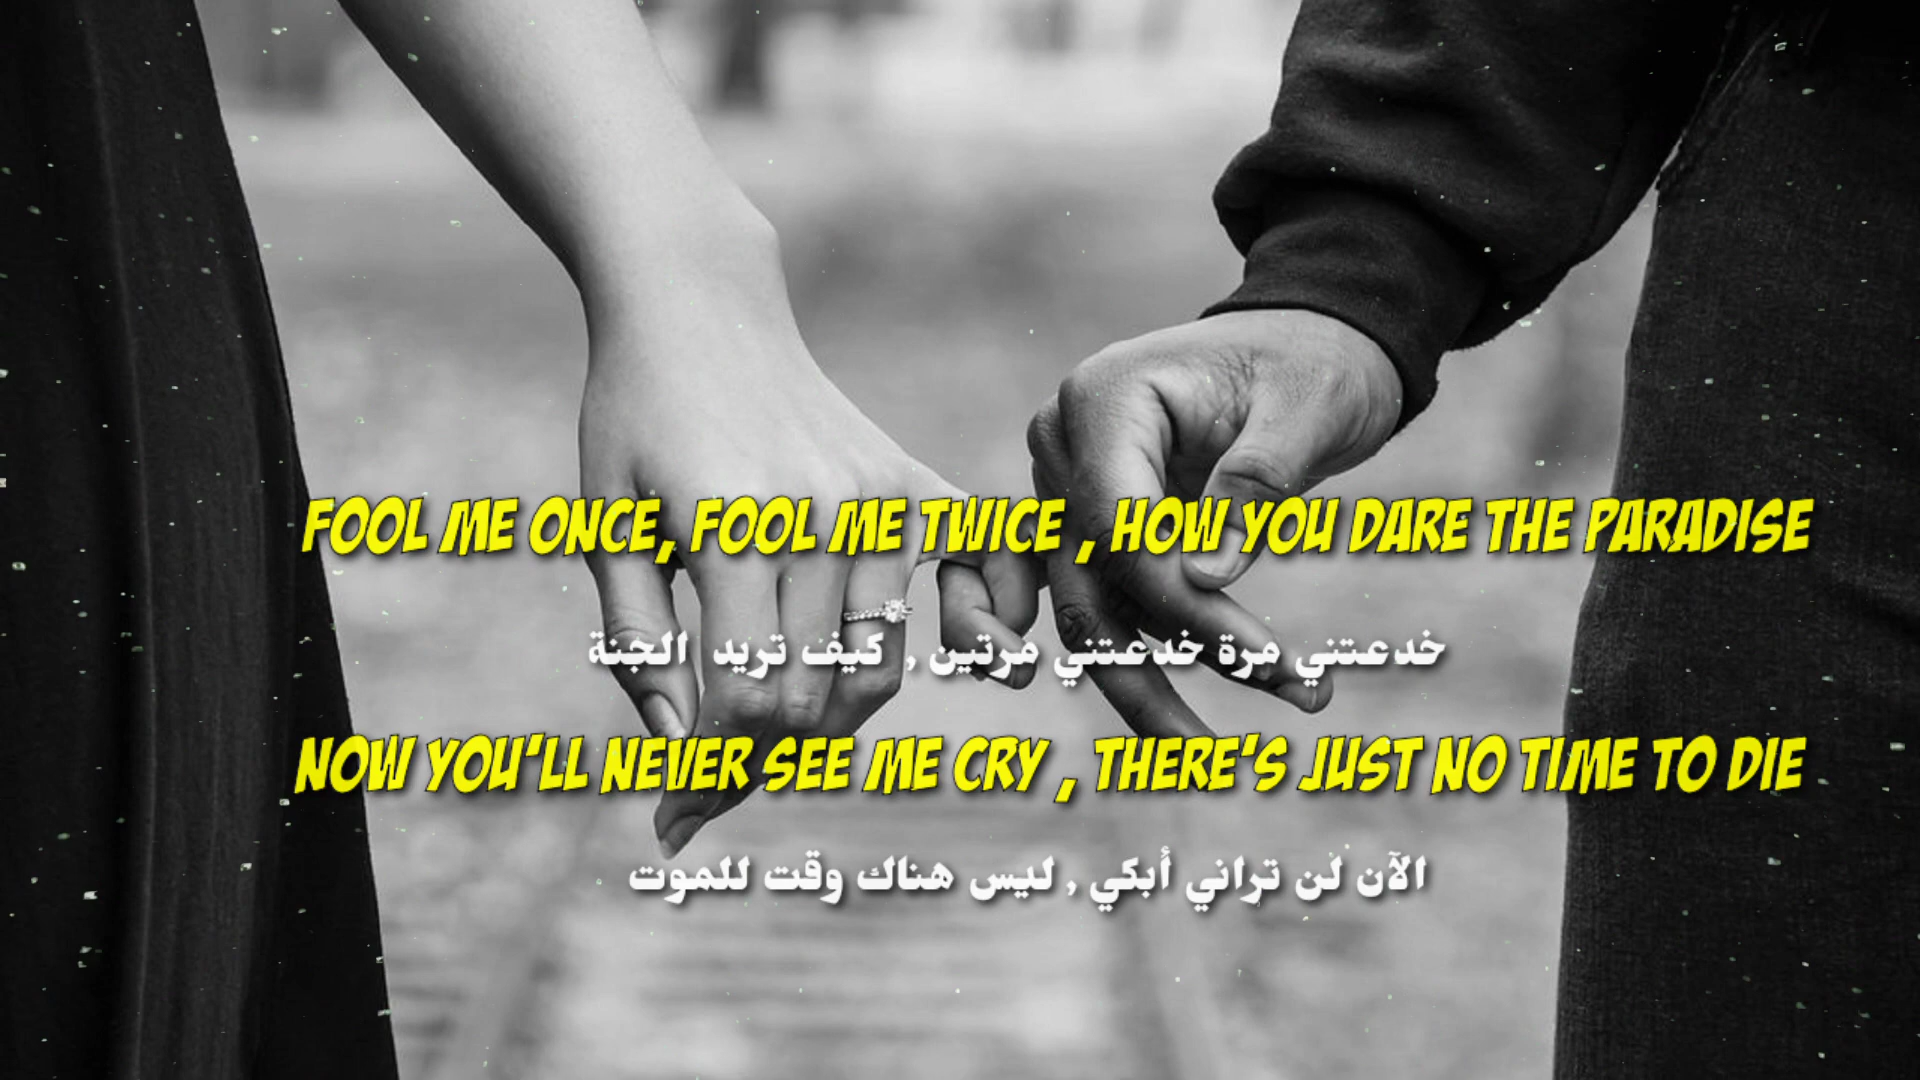 FOOL ME ONCE, FOOL ME TWICE , HOW YOU DARE THE PARADISE
خدعتني مرة خدعتني مرتين , كيف تريد الجنة
NOW YOU'LL NEVER SEE ME CRY , THERE'S JUST NO TIME TO DIE
الآن لن تراني أبكي , ليس هناك وقت للموت